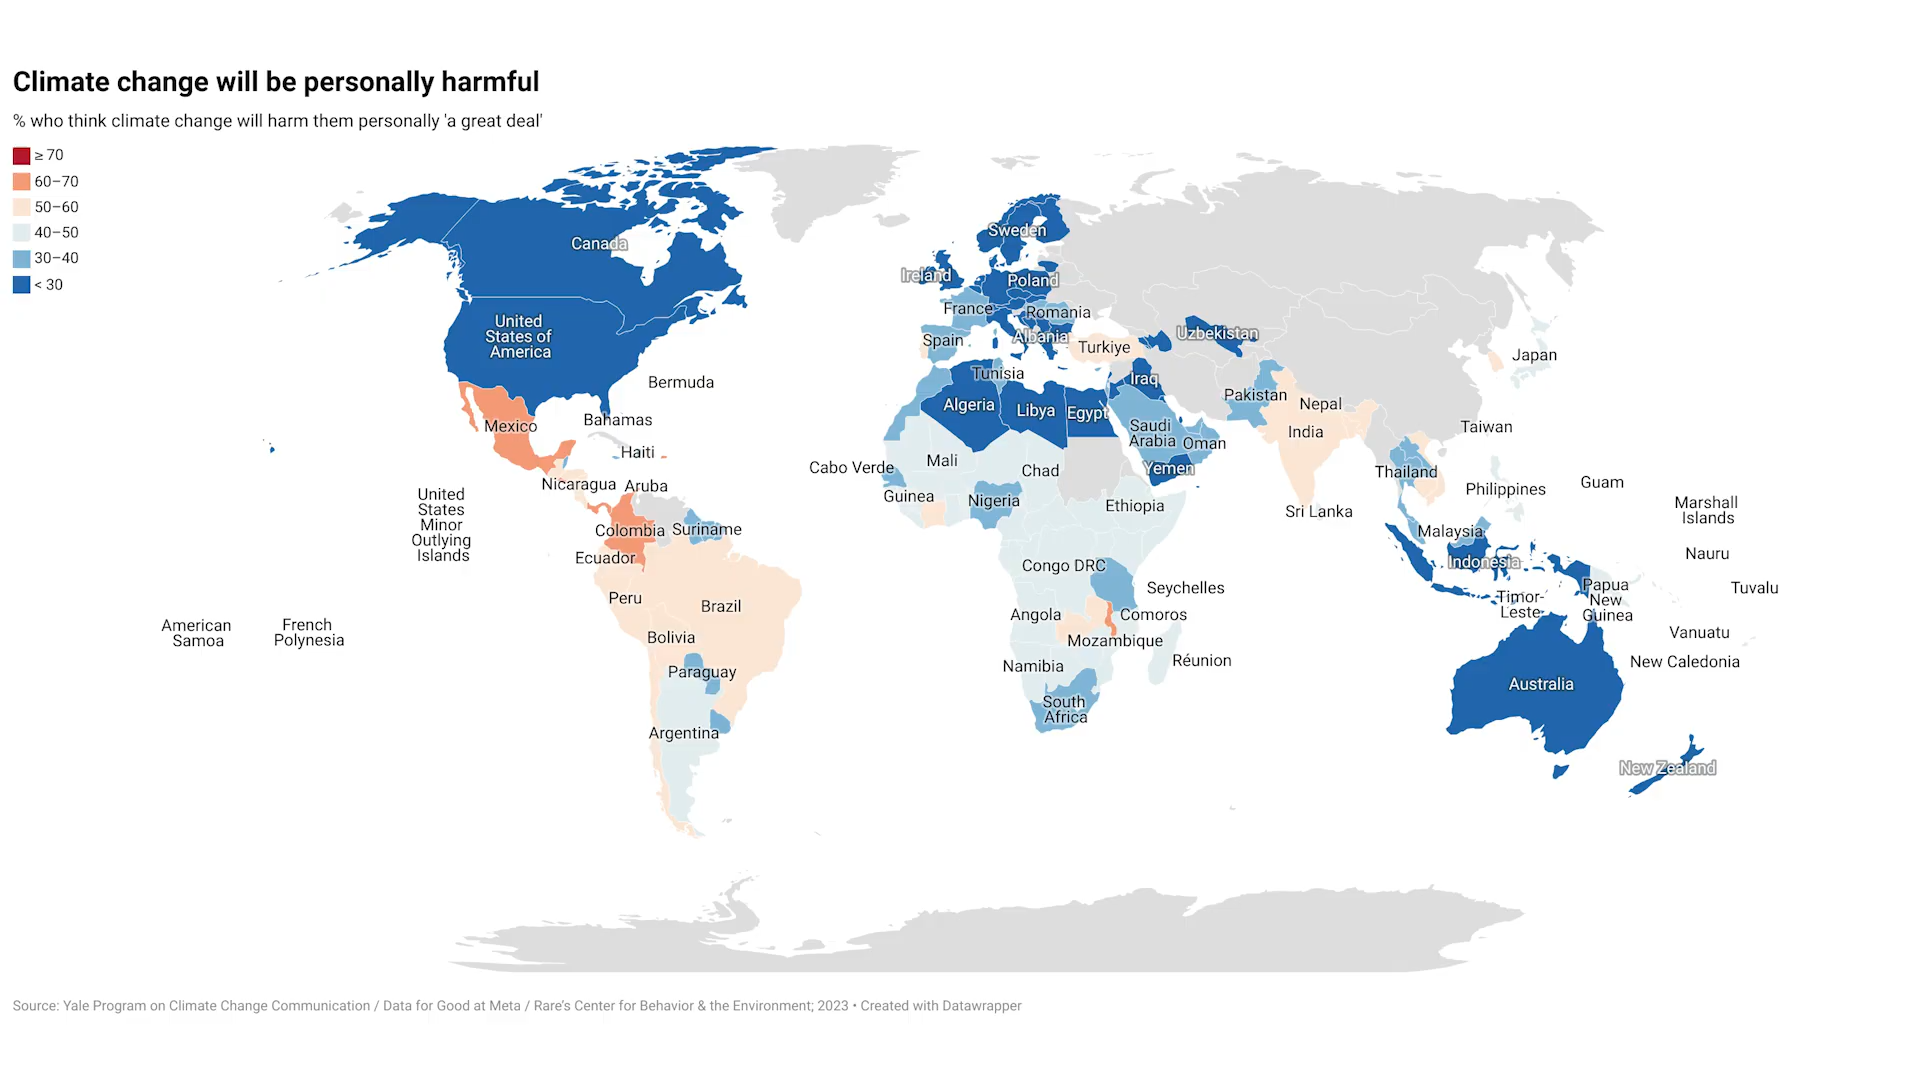 Climate change will be personally harmful
% who think climate change will harm them personally 'a great deal'
≥ 70
60–70
50–60
40–50
30–40
< 30
Canada
United
States of
America
Bermuda
Mexico
Bahamas
Haiti
Nicaragua
Aruba
United
States
Minor
Outlying
Islands
Colombia
Suriname
Ecuador
Peru
Brazil
American
Samoa
French
Polynesia
Bolivia
Paraguay
Argentina
Sweden
Ireland
Poland
France
Romania
Spain
Albania
Turkiye
Uzbekistan
Tunisia
Iraq
Algeria
Libya
Egypt
Pakistan
Nepal
India
Saudi
Arabia
Oman
Yemen
Cabo Verde
Mali
Chad
Guinea
Nigeria
Ethiopia
Congo DRC
Seychelles
Angola
Comoros
Mozambique
Namibia
Réunion
South
Africa
Japan
Taiwan
Thailand
Philippines
Guam
Sri Lanka
Marshall
Islands
Malaysia
Indonesia
Nauru
Papua
New
Guinea
Timor-
Leste
Tuvalu
Vanuatu
New Caledonia
Australia
New Zealand
Source: Yale Program on Climate Change Communication / Data for Good at Meta / Rare's Center for Behavior & the Environment; 2023 • Created with Datawrapper